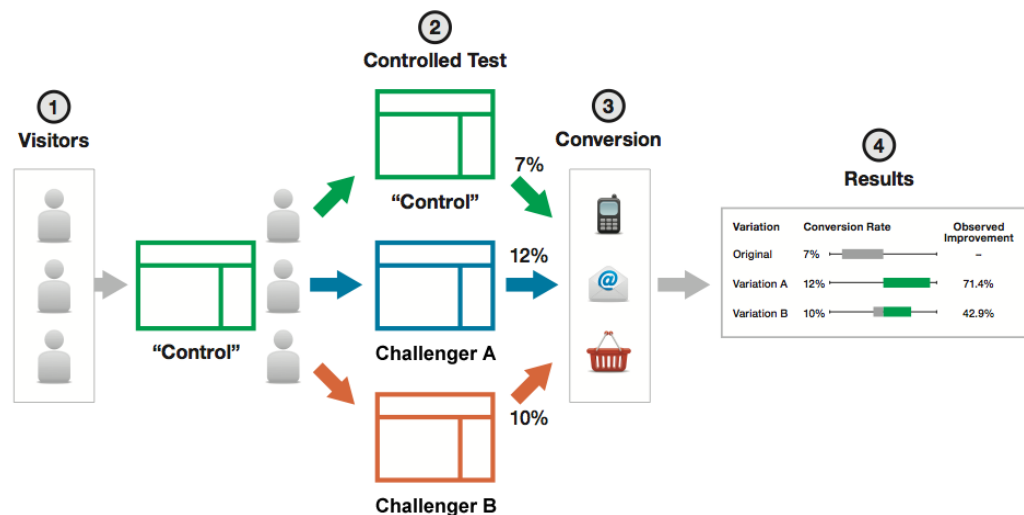 1
Visitors
“Control”
2
Controlled Test
“Control”
Challenger A
Challenger B
7%
12%
10%
3
Conversion
@
4
Results
Variation Conversion Rate Observed
Improvement
Original 7% –
Variation A 12% 71.4%
Variation B 10% 42.9%